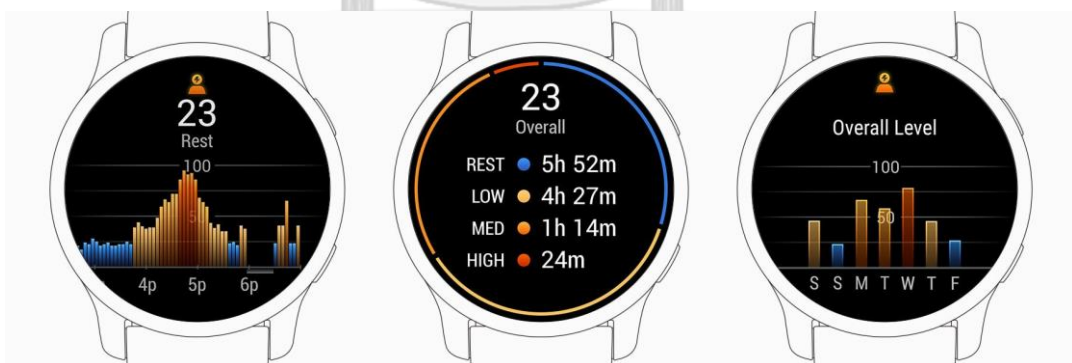 23
Rest
100
50
4p 5p 6p
23
Overall
REST 5h 52m
LOW 4h 27m
MED 1h 14m
HIGH 24m
Overall Level
100
50
S S M T W T F